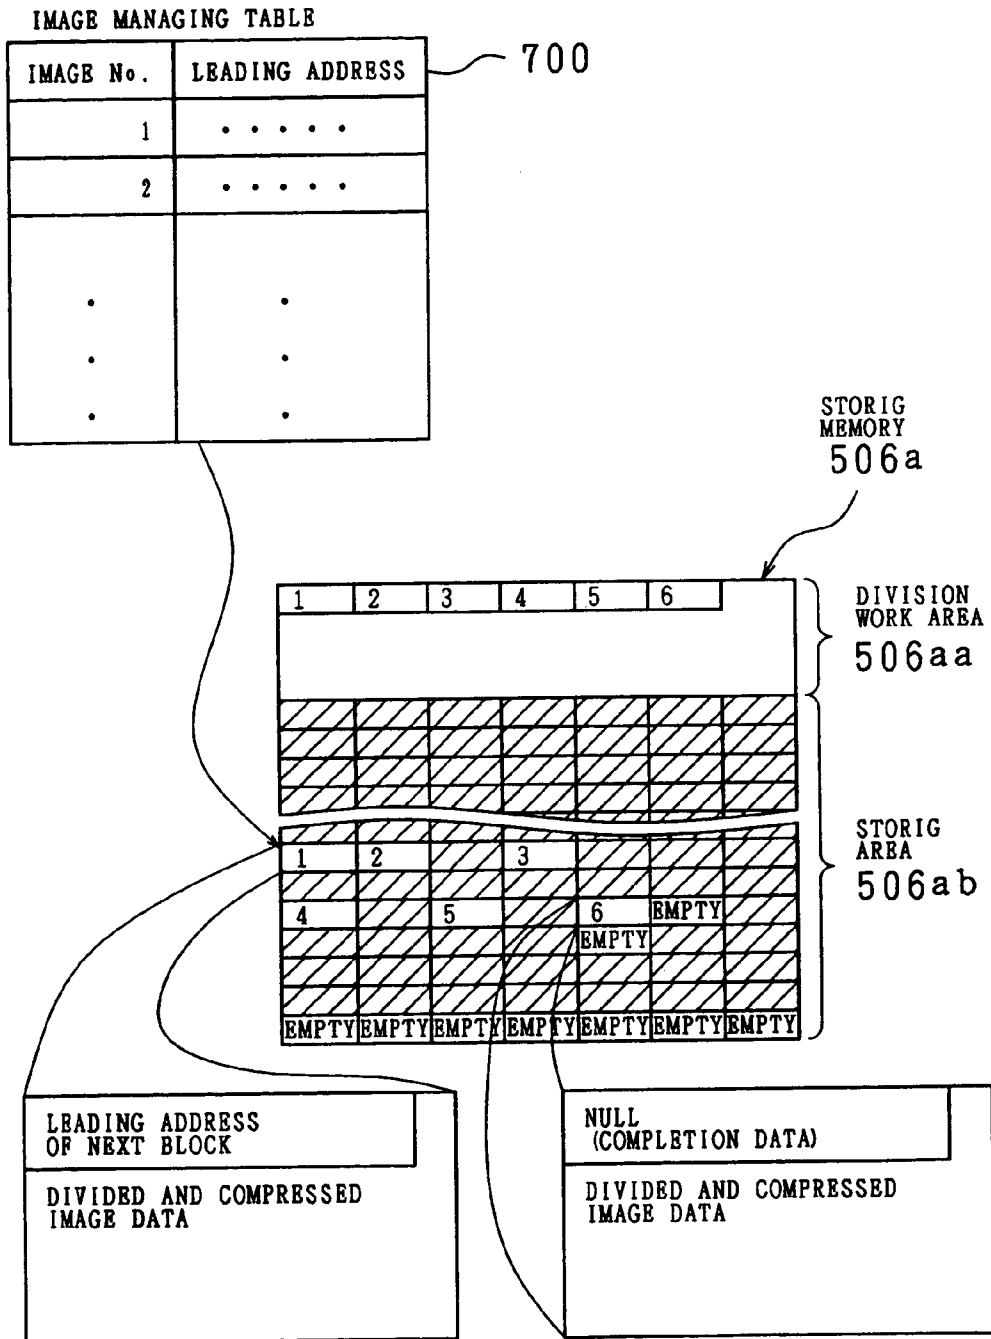 IMAGE MANAGING TABLE
IMAGE No. LEADING ADDRESS
700
1 • • • • •
2 • • • • •
STORIG
MEMORY
506a
1 2 3 4 5 6
DIVISION
WORK AREA
506aa
1 2 3
STORIG
AREA
506ab
4 5 6 EMPTY
EMPTY
EMPTY EMPTY EMPTY EMPTY EMPTY EMPTY EMPTY
LEADING ADDRESS
OF NEXT BLOCK
DIVIDED AND COMPRESSED
IMAGE DATA
NULL
(COMPLETION DATA)
DIVIDED AND COMPRESSED
IMAGE DATA